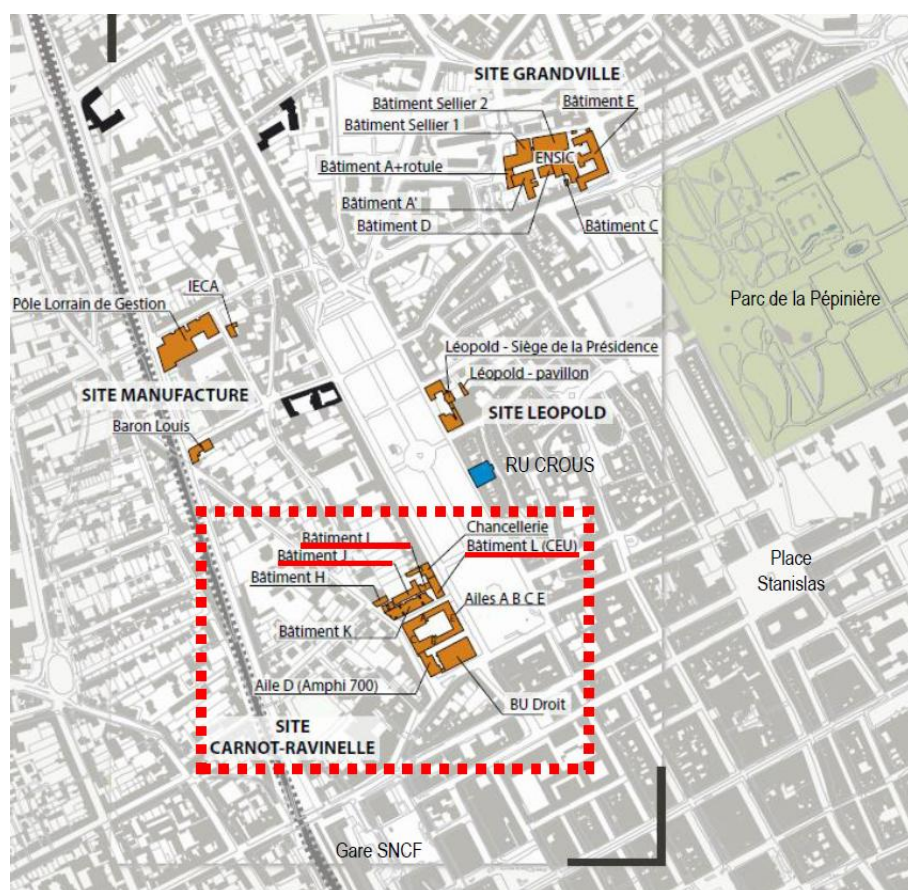 SITE GRANDVILLE
Bâtiment Sellier 2
Bâtiment E
Bâtiment Sellier 1
ENSIC
Bâtiment A+rotule
Bâtiment A'
Bâtiment D
Bâtiment C
Parc de la Pépinière
IECA
Pôle Lorrain de Gestion
Léopold - Siège de la Présidence
Léopold - pavillon
SITE MANUFACTURE
SITE LEOPOLD
Baron Louis
RU CROUS
Chancellerie
Bâtiment I
Bâtiment L (CEU)
Bâtiment J
Place
Stanislas
Bâtiment H
Ailes A B C E
Bâtiment K
Aile D (Amphi 700)
BU Droit
SITE
CARNOT-RAVINELLE
Gare SNCF